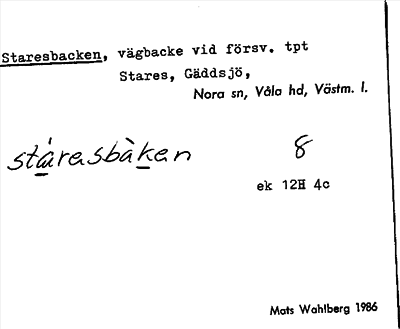 Staresbacken, vägbacke vid försv. tpt
Stares, Gäddsjö,
Nora sn, Våla hd, Västm. l.
stárasbàkan 8
ek 12H 4c
Mats Wahlberg 1986